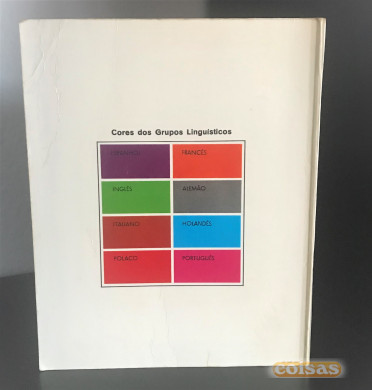 Cores dos Grupos Linguísticos
ESPANHOL
FRANCÊS
INGLÊS
ALEMÃO
ITALIANO
HOLANDÊS
POLACO
PORTUGUÊS
coisas